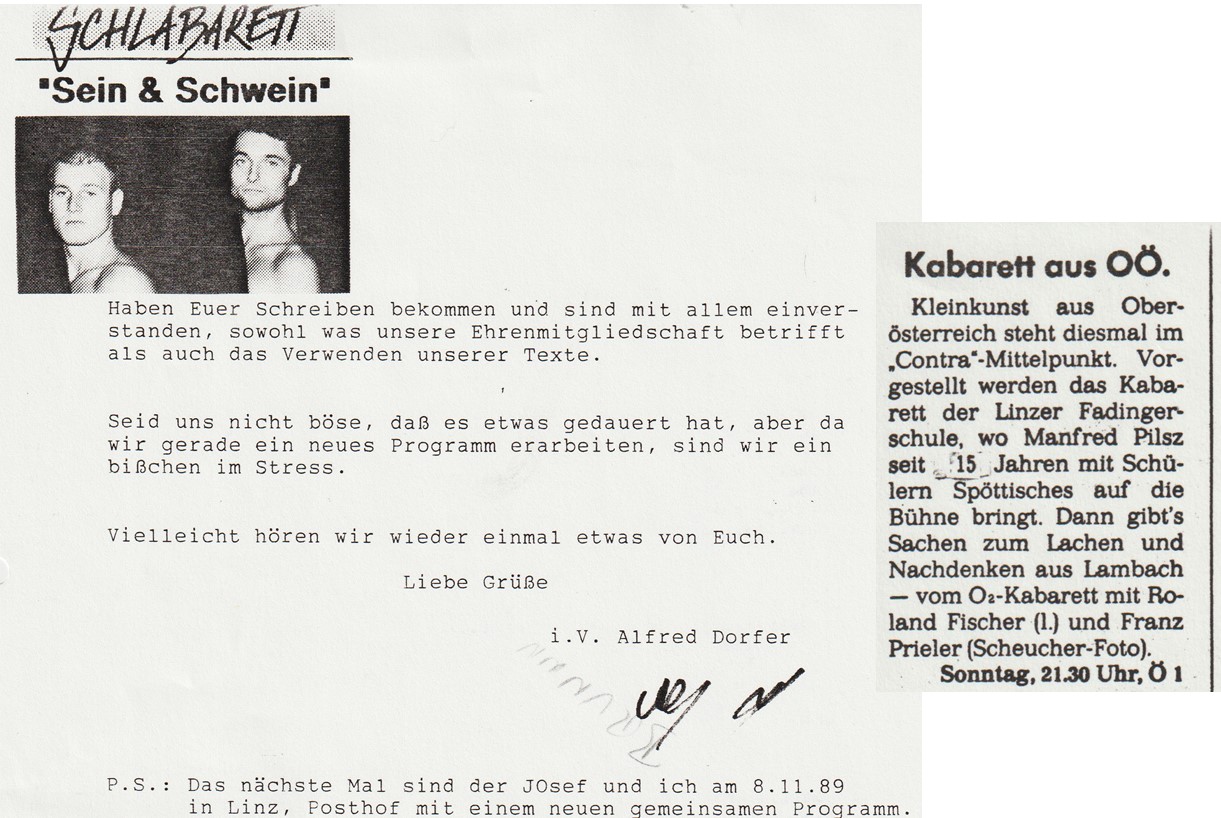 SCHLABARETT
"Sein & Schwein"
Haben Euer Schreiben bekommen und sind mit allem einver-
standen, sowohl was unsere Ehrenmitgliedschaft betrifft
als auch das Verwenden unserer Texte.
Seid uns nicht böse, daß es etwas gedauert hat, aber da
wir gerade ein neues Programm erarbeiten, sind wir ein
bißchen im Stress.
Vielleicht hören wir wieder einmal etwas von Euch.
Liebe Grüße
i.V. Alfred Dorfer
P.S.: Das nächste Mal sind der JOsef und ich am 8.11.89
in Linz, Posthof mit einem neuen gemeinsamen Programm.
Kabarett aus OÖ.
Kleinkunst aus Ober-
österreich steht diesmal im
„Contra“-Mittelpunkt. Vor-
gestellt werden das Kaba-
rett der Linzer Fadinger-
schule, wo Manfred Pilsz
seit 15 Jahren mit Schü-
lern Spöttisches auf die
Bühne bringt. Dann gibt's
Sachen zum Lachen und
Nachdenken aus Lambach
— vom O₂-Kabarett mit Ro-
land Fischer (l.) und Franz
Prieler (Scheucher-Foto).
Sonntag, 21.30 Uhr, Ö 1